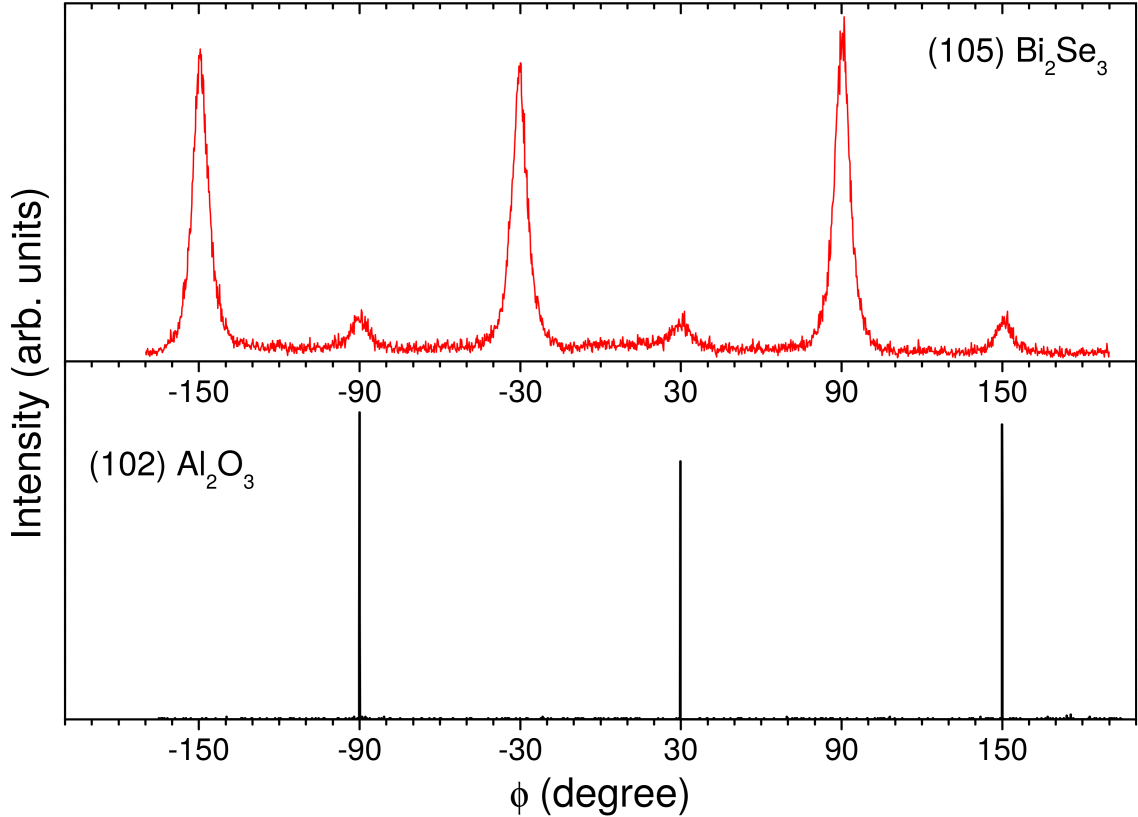 (105) Bi₂Se₃
Intensity (arb. units)
-150 -90 -30 30 90 150
(102) Al₂O₃
-150 -90 -30 30 90 150
ϕ (degree)